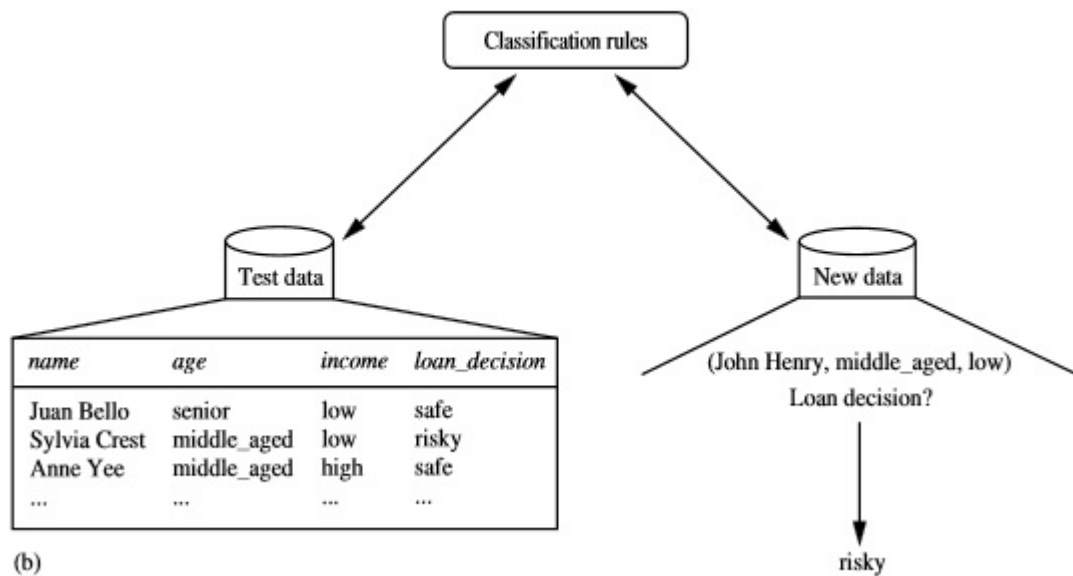 Classification rules
Test data
name age income loan_decision
Juan Bello senior low safe
Sylvia Crest middle_aged low risky
Anne Yee middle_aged high safe
... ... ... ...
(b)
New data
(John Henry, middle_aged, low)
Loan decision?
risky